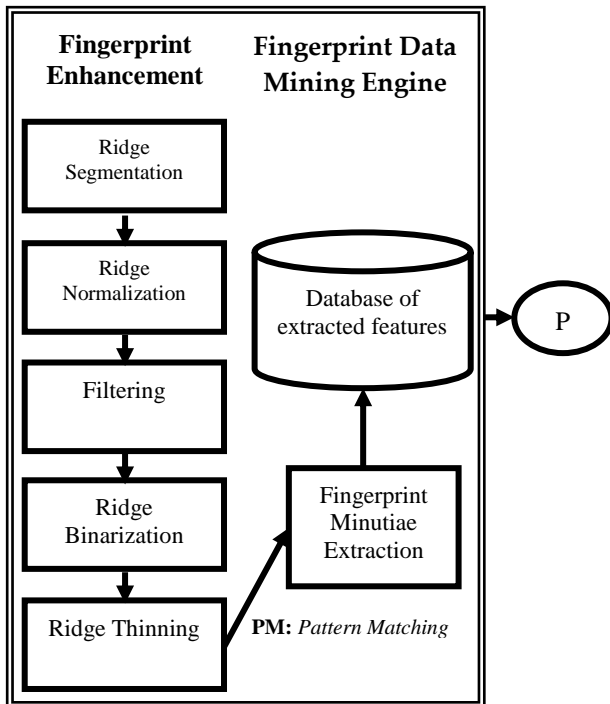 Fingerprint
Enhancement
Ridge
Segmentation
Ridge
Normalization
Filtering
Ridge
Binarization
Ridge Thinning
Fingerprint Data
Mining Engine
Database of
extracted features
Fingerprint
Minutiae
Extraction
PM: Pattern Matching
P